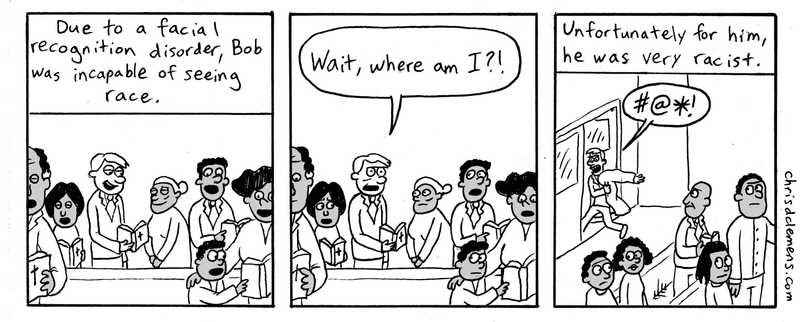 Due to a facial
recognition disorder, Bob
was incapable of seeing
race.
Wait, where am I?!
Unfortunately for him,
he was very racist.
#@*!
chrisdclemens.com